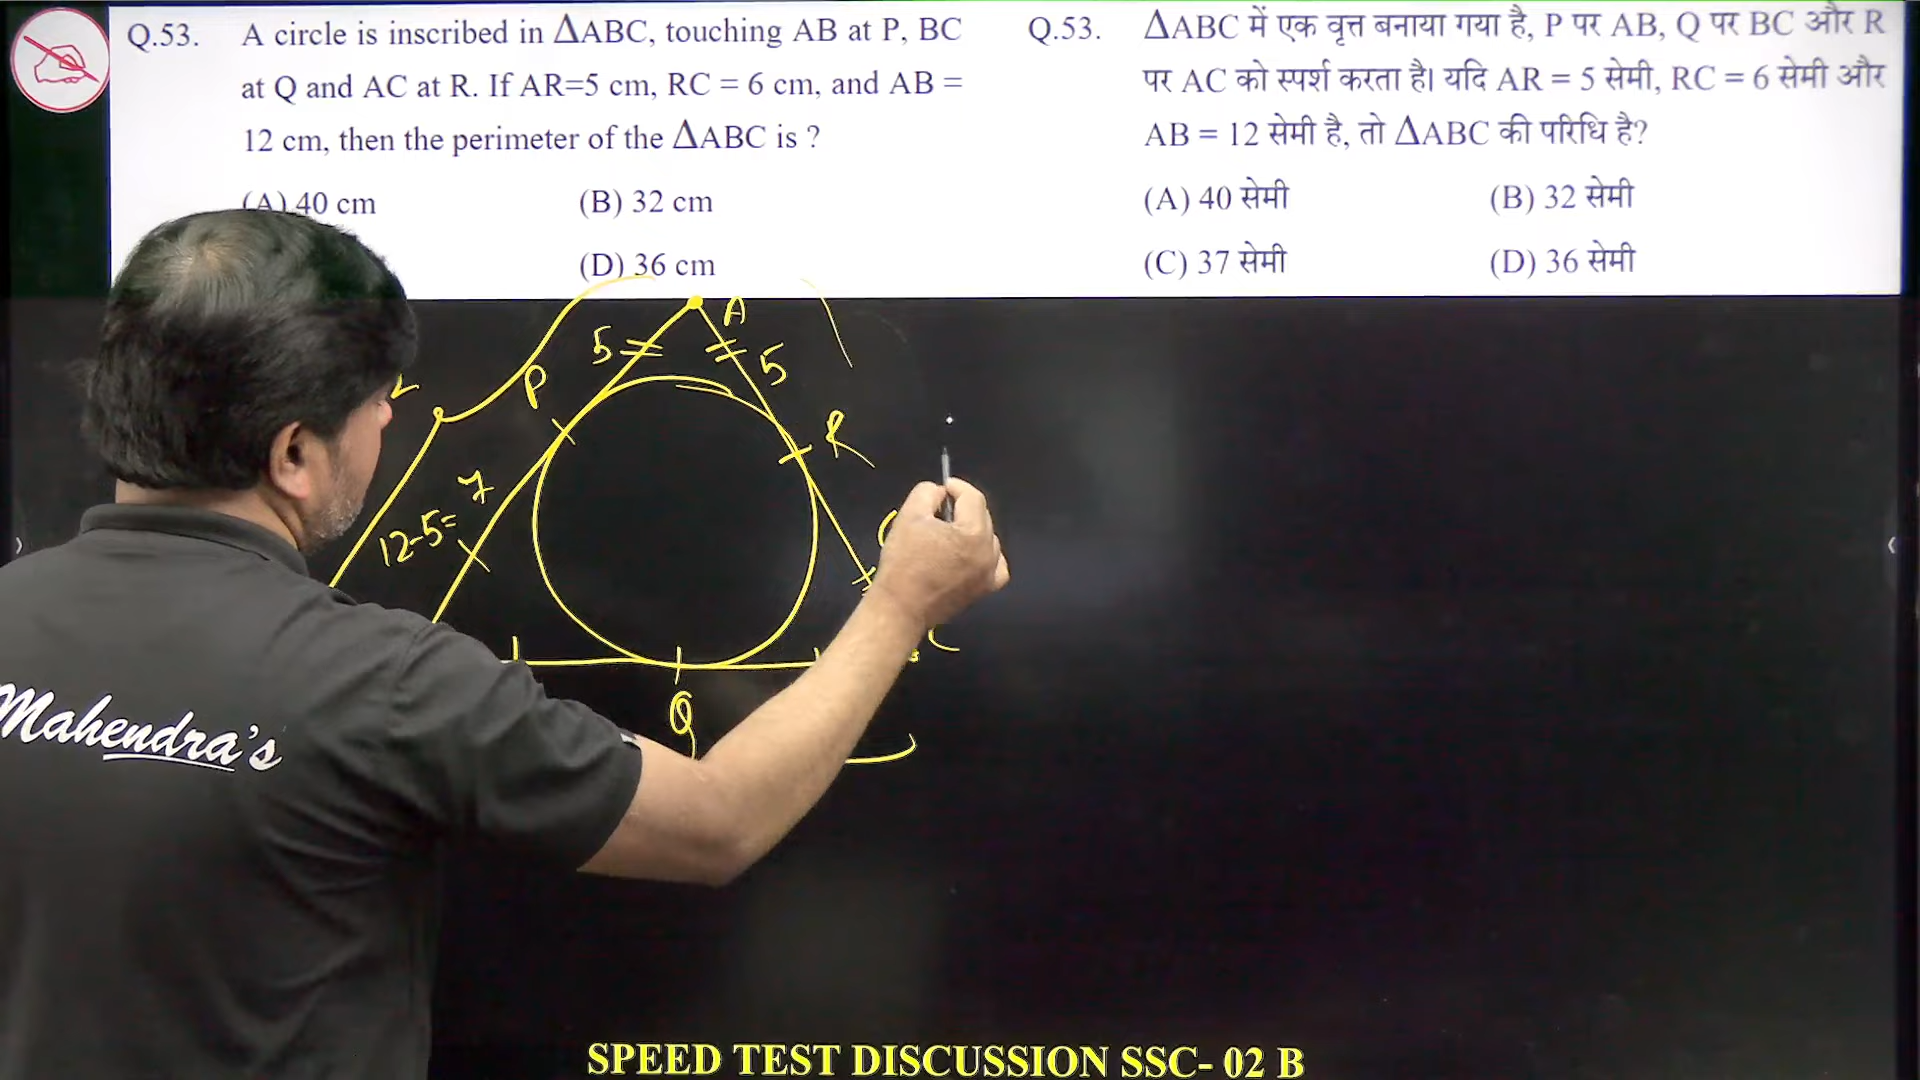 Q.53. A circle is inscribed in ΔABC, touching AB at P, BC
at Q and AC at R. If AR=5 cm, RC = 6 cm, and AB =
12 cm, then the perimeter of the ΔABC is ?
(A) 40 cm (B) 32 cm
(D) 36 cm
Q.53. ΔABC में एक वृत्त बनाया गया है, P पर AB, Q पर BC और R
पर AC को स्पर्श करता है। यदि AR = 5 सेमी, RC = 6 सेमी और
AB = 12 सेमी है, तो ΔABC की परिधि है?
(A) 40 सेमी (B) 32 सेमी
(C) 37 सेमी (D) 36 सेमी
A
5
5
P
R
7
12-5=
Q
Mahendra's
SPEED TEST DISCUSSION SSC- 02 B